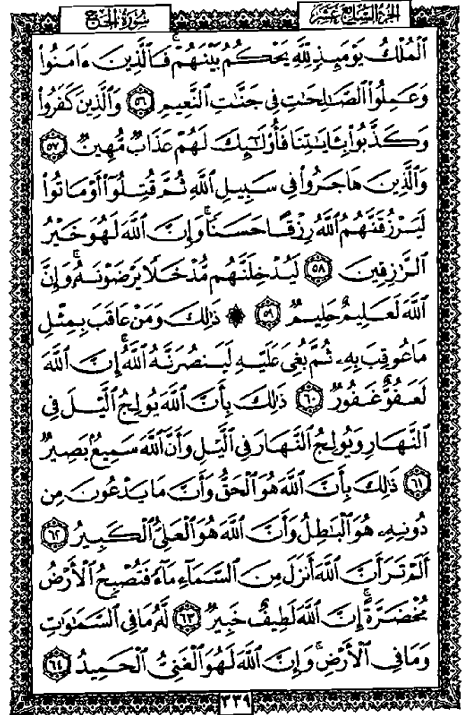 الجزء السابع عشر
سورة الحج
الْمُلْكُ يَوْمَئِذٍ لِّلَّهِ يَحْكُمُ بَيْنَهُمْ ۚ فَالَّذِينَ ءَامَنُوا
وَعَمِلُوا الصَّالِحَاتِ فِي جَنَّاتِ النَّعِيمِ ٥٦ وَالَّذِينَ كَفَرُوا
وَكَذَّبُوا بِئَايَاتِنَا فَأُولَٰئِكَ لَهُمْ عَذَابٌ مُّهِينٌ ٥٧
وَالَّذِينَ هَاجَرُوا فِي سَبِيلِ اللَّهِ ثُمَّ قُتِلُوا أَوْ مَاتُوا
لَيَرْزُقَنَّهُمُ اللَّهُ رِزْقًا حَسَنًا ۚ وَإِنَّ اللَّهَ لَهُوَ خَيْرُ
الرَّازِقِينَ ٥٨ لَيُدْخِلَنَّهُم مُّدْخَلًا يَرْضَوْنَهُ ۗ وَإِنَّ
اللَّهَ لَعَلِيمٌ حَلِيمٌ ٥٩ ۞ ذَٰلِكَ وَمَنْ عَاقَبَ بِمِثْلِ
مَا عُوقِبَ بِهِ ثُمَّ بُغِيَ عَلَيْهِ لَيَنصُرَنَّهُ اللَّهُ ۗ إِنَّ اللَّهَ
لَعَفُوٌّ غَفُورٌ ٦٠ ذَٰلِكَ بِأَنَّ اللَّهَ يُولِجُ الَّيْلَ فِي
النَّهَارِ وَيُولِجُ النَّهَارَ فِي الَّيْلِ وَأَنَّ اللَّهَ سَمِيعٌ بَصِيرٌ
٦١ ذَٰلِكَ بِأَنَّ اللَّهَ هُوَ الْحَقُّ وَأَنَّ مَا يَدْعُونَ مِن
دُونِهِ هُوَ الْبَاطِلُ وَأَنَّ اللَّهَ هُوَ الْعَلِيُّ الْكَبِيرُ ٦٢
أَلَمْ تَرَ أَنَّ اللَّهَ أَنزَلَ مِنَ السَّمَاءِ مَاءً فَتُصْبِحُ الْأَرْضُ
مُخْضَرَّةً ۗ إِنَّ اللَّهَ لَطِيفٌ خَبِيرٌ ٦٣ لَّهُ مَا فِي السَّمَاوَاتِ
وَمَا فِي الْأَرْضِ ۗ وَإِنَّ اللَّهَ لَهُوَ الْغَنِيُّ الْحَمِيدُ ٦٤
٣٣٩